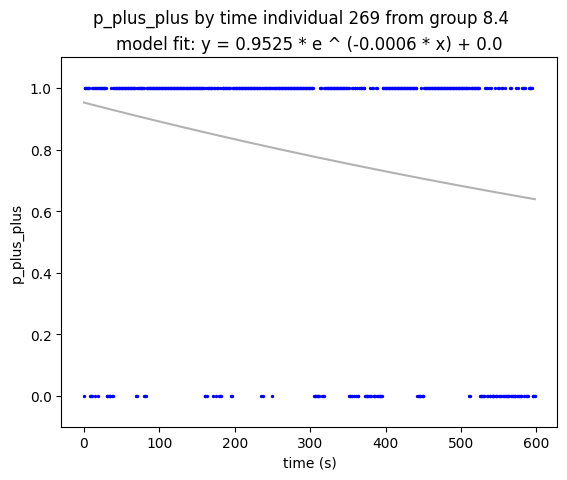 p_plus_plus by time individual 269 from group 8.4
model fit: y = 0.9525 * e ^ (-0.0006 * x) + 0.0
p_plus_plus
1.0
0.8
0.6
0.4
0.2
0.0
0 100 200 300 400 500 600
time (s)